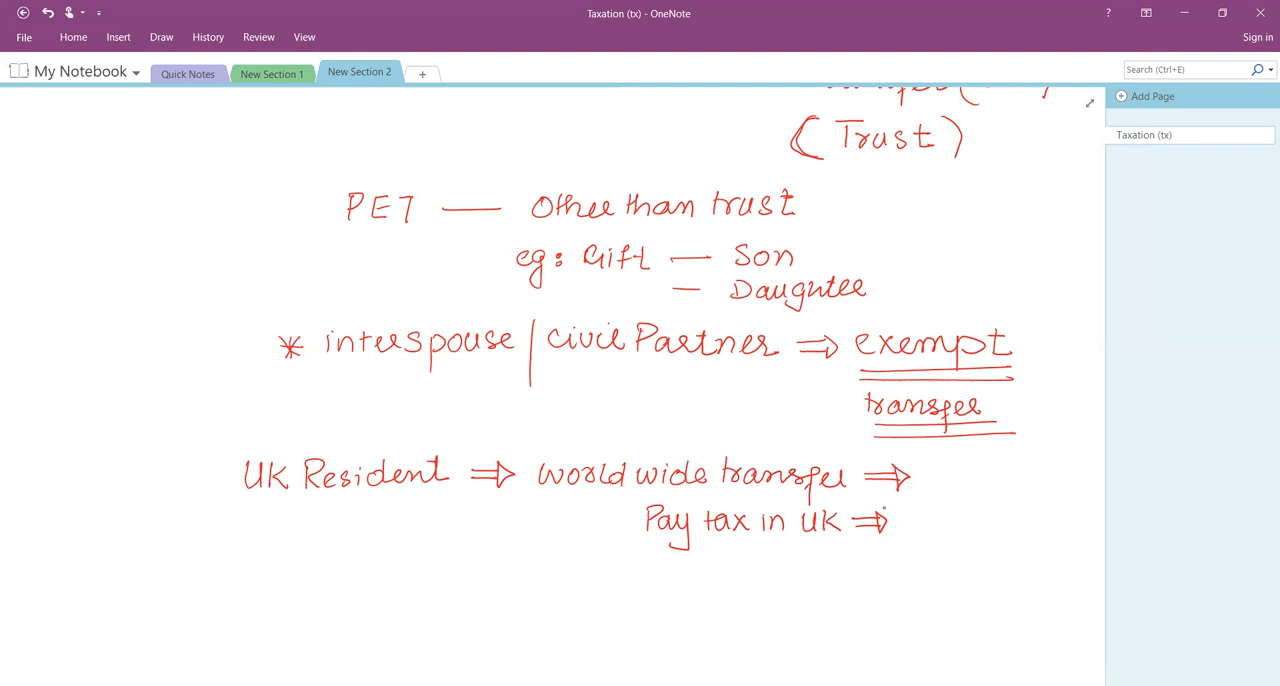 Taxation (tx) - OneNote
?
File Home Insert Draw History Review View Sign in
My Notebook Quick Notes New Section 1 New Section 2 + Search (Ctrl+E)
Add Page
Taxation (tx)
(Trust)
PET — Other than trust
eg: Gift — Son
— Daughter
* interspouse | civil Partner ⇒ exempt
transfer
UK Resident ⇒ world wide transfer ⇒
Pay tax in UK ⇒